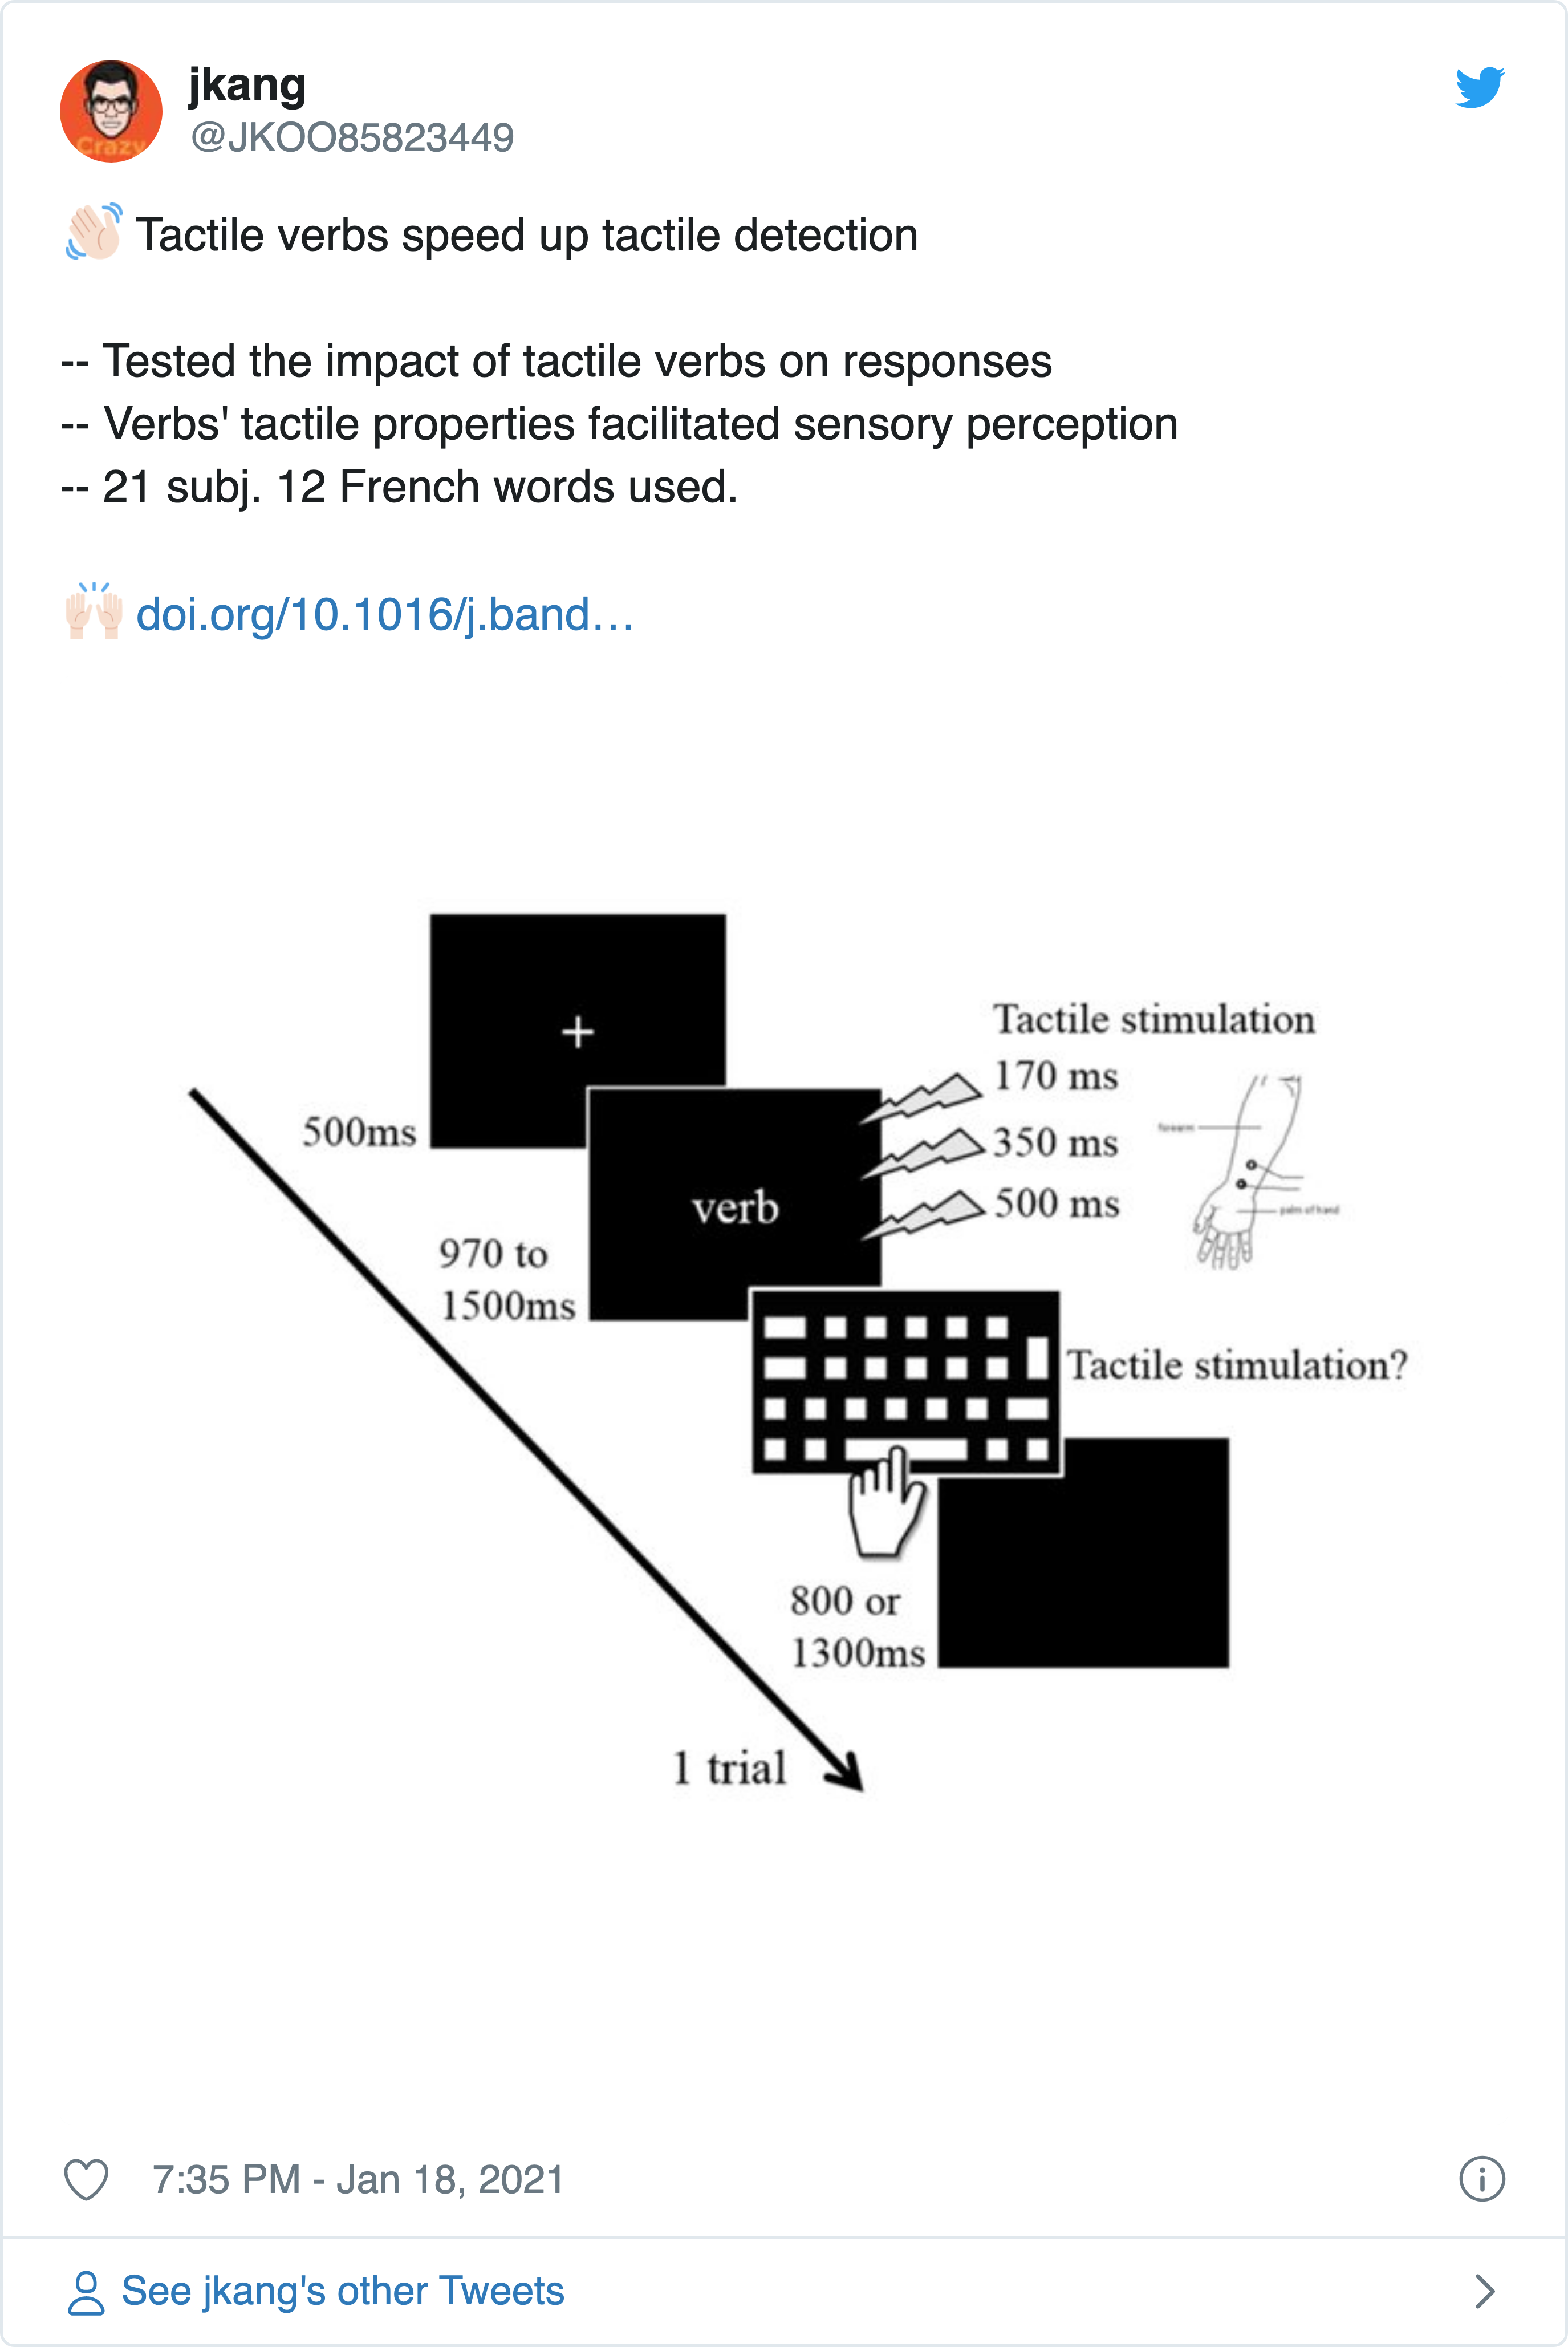 jkang
@JKOO85823449
Crazy
👋🏻 Tactile verbs speed up tactile detection
-- Tested the impact of tactile verbs on responses
-- Verbs' tactile properties facilitated sensory perception
-- 21 subj. 12 French words used.
🙌🏻 doi.org/10.1016/j.band…
+
500ms
verb
970 to
1500ms
Tactile stimulation
170 ms
350 ms
500 ms
forearm
palm of hand
Tactile stimulation?
800 or
1300ms
1 trial
7:35 PM - Jan 18, 2021
See jkang's other Tweets